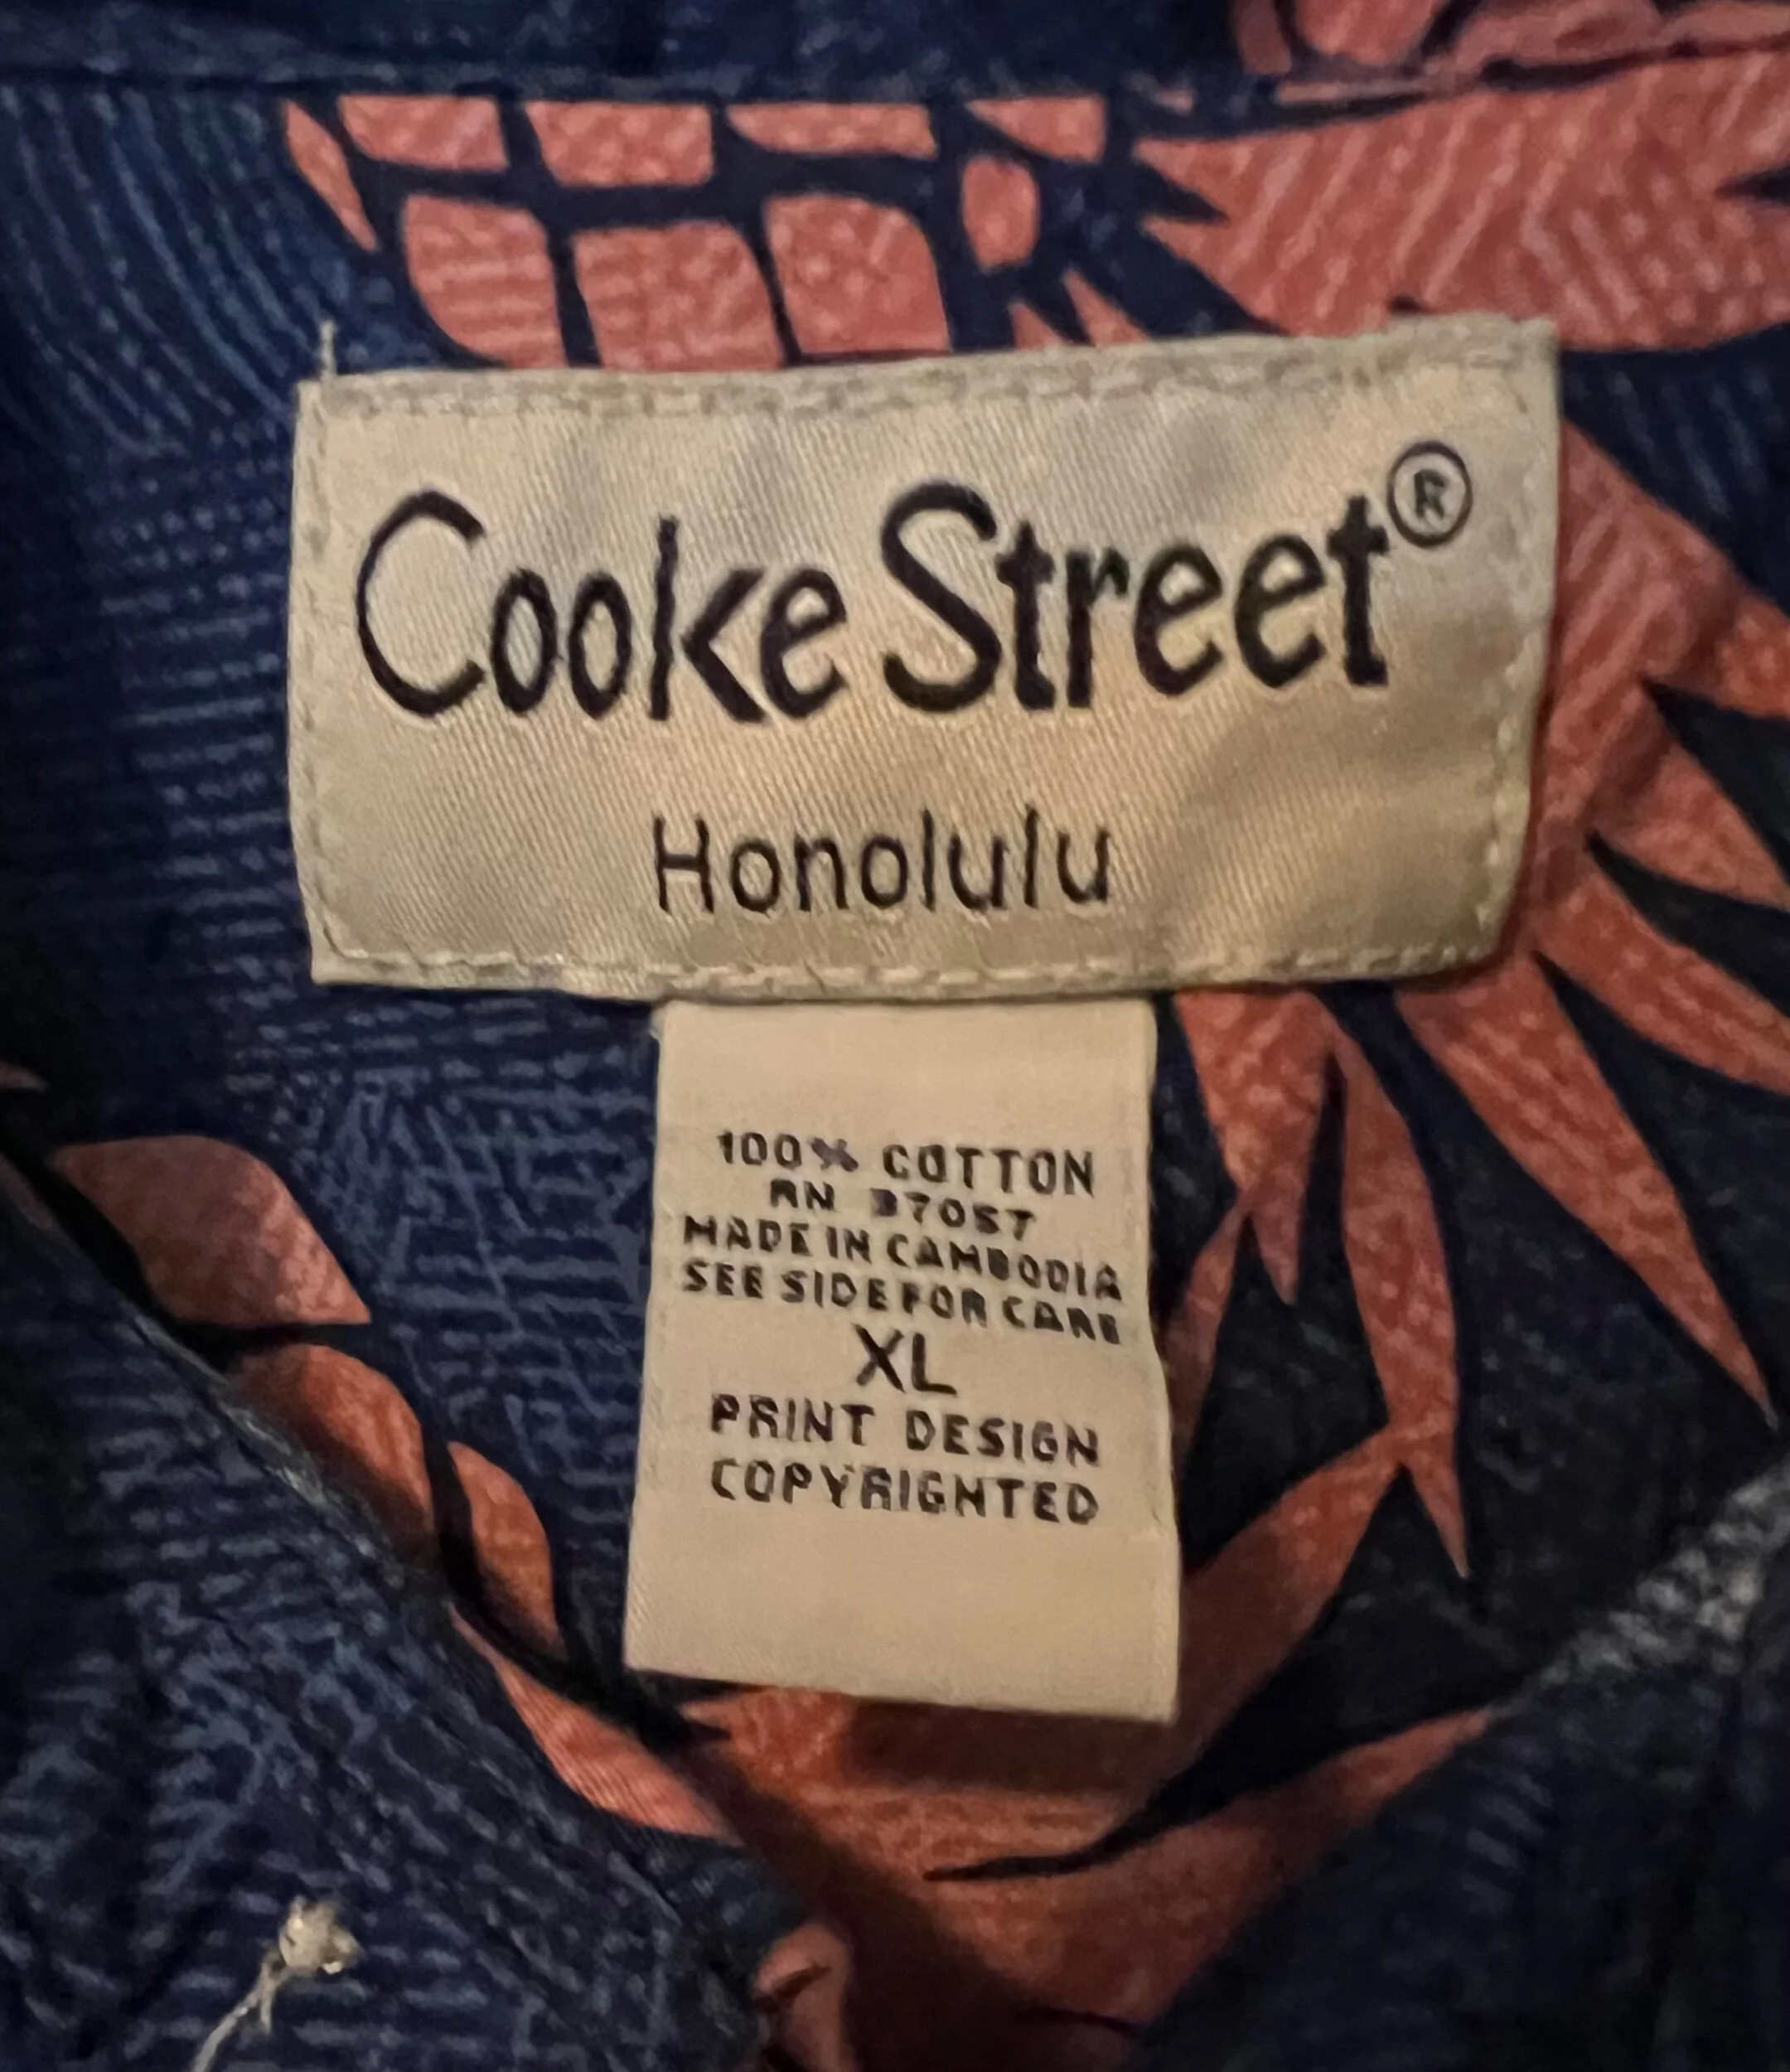 Cooke Street®
Honolulu
100% COTTON
RN 37057
MADE IN CAMBODIA
SEE SIDE FOR CARE
XL
PRINT DESIGN
COPYRIGHTED